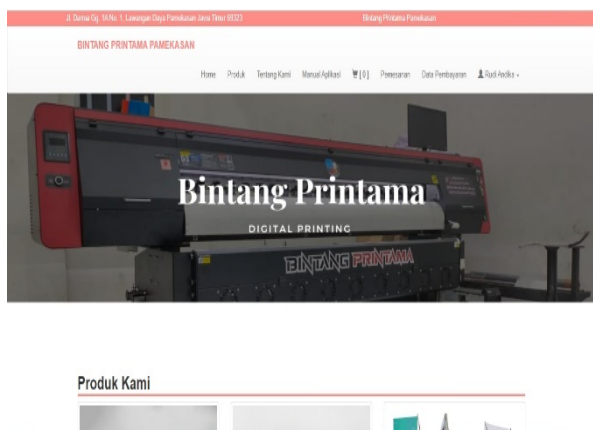 Jl. Darma Gg. 1A No. 1, Lawangan Daya Pamekasan Jawa Timur 69323
Bintang Printama Pamekasan
BINTANG PRINTAMA PAMEKASAN
Home Produk Tentang Kami Manual Aplikasi [ 0 ] Pemesanan Data Pembayaran Rudi Andika
Bintang Printama
DIGITAL PRINTING
BINTANG PRINTAMA
Produk Kami